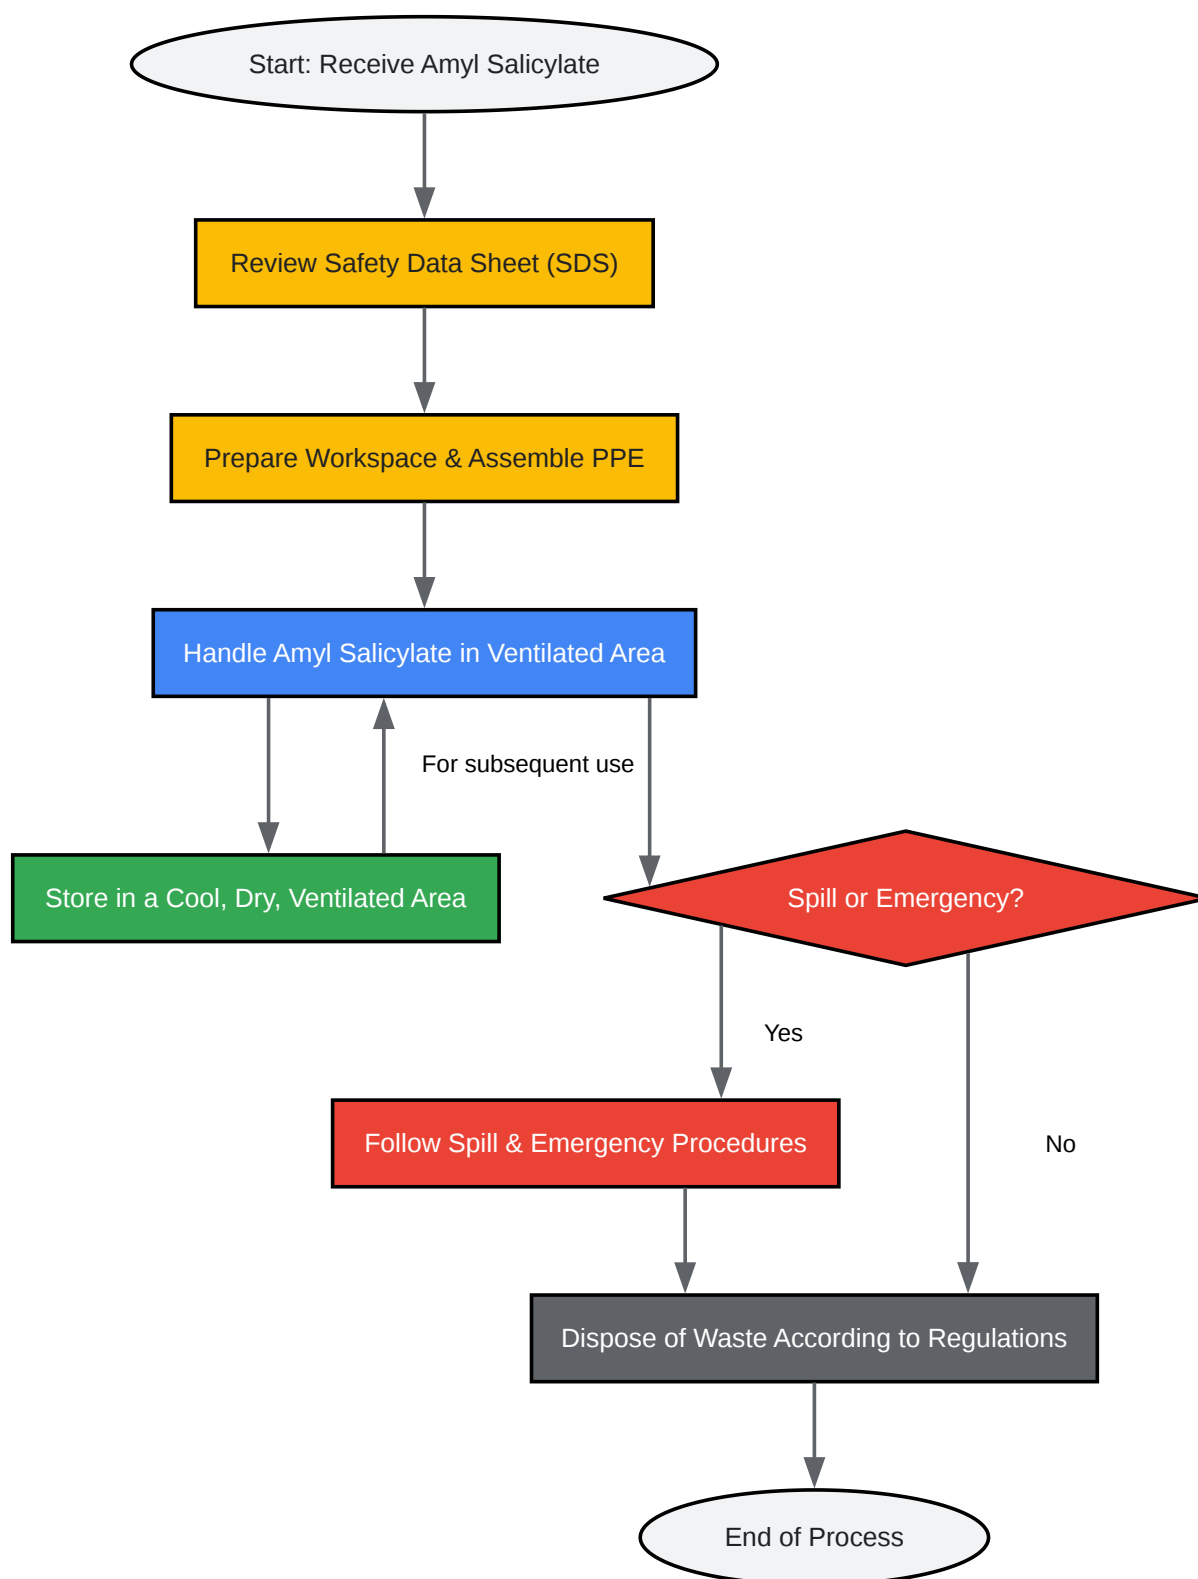 Start: Receive Amyl Salicylate
Review Safety Data Sheet (SDS)
Prepare Workspace & Assemble PPE
Handle Amyl Salicylate in Ventilated Area
For subsequent use
Store in a Cool, Dry, Ventilated Area
Spill or Emergency?
Yes
Follow Spill & Emergency Procedures
No
Dispose of Waste According to Regulations
End of Process